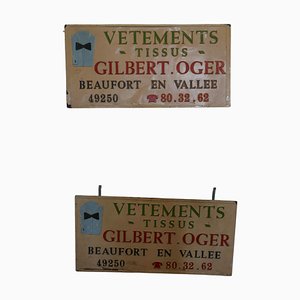 VETEMENTS
- TISSUS -
GILBERT.OGER
BEAUFORT EN VALLEE
49250 ☎ 80.32.62
VETEMENTS
- TISSUS -
GILBERT.OGER
BEAUFORT EN VALLEE
49250 ☎ 80.32.62